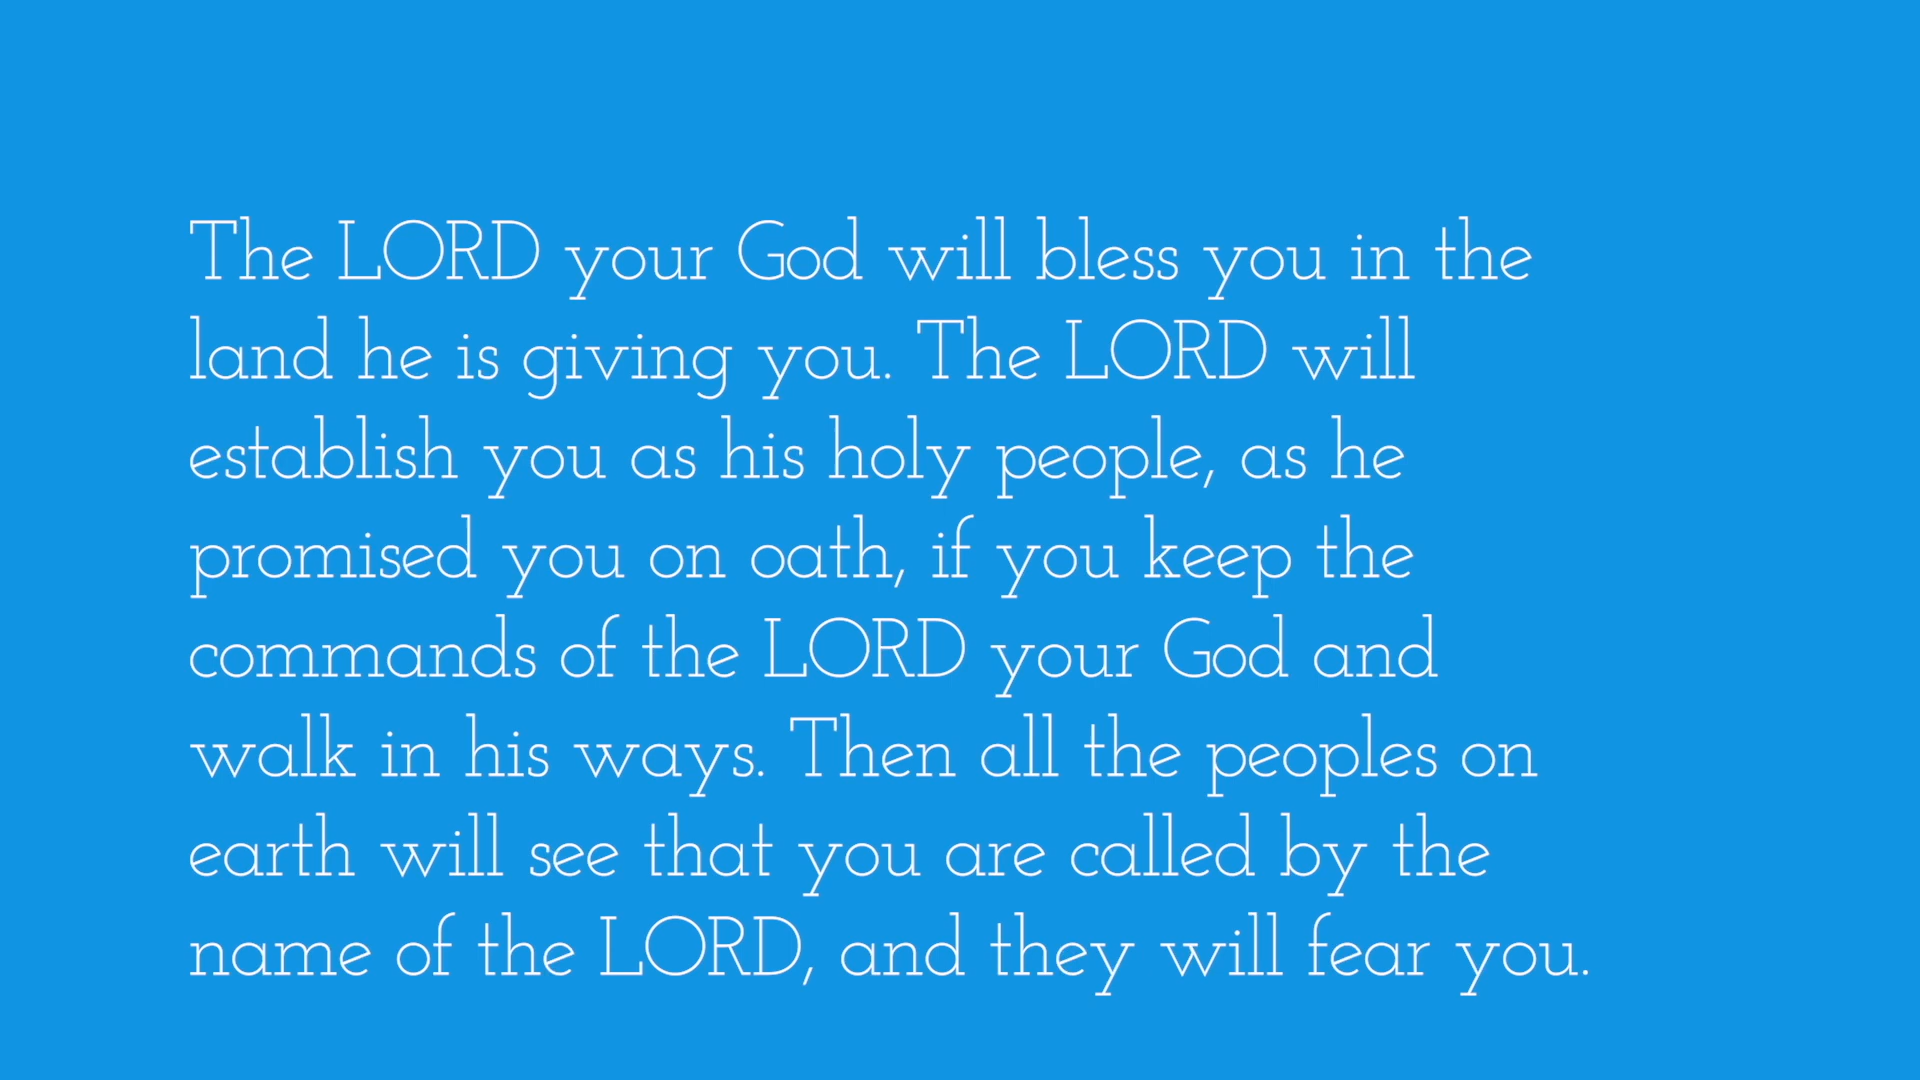 The LORD your God will bless you in the
land he is giving you. The LORD will
establish you as his holy people, as he
promised you on oath, if you keep the
commands of the LORD your God and
walk in his ways. Then all the peoples on
earth will see that you are called by the
name of the LORD, and they will fear you.